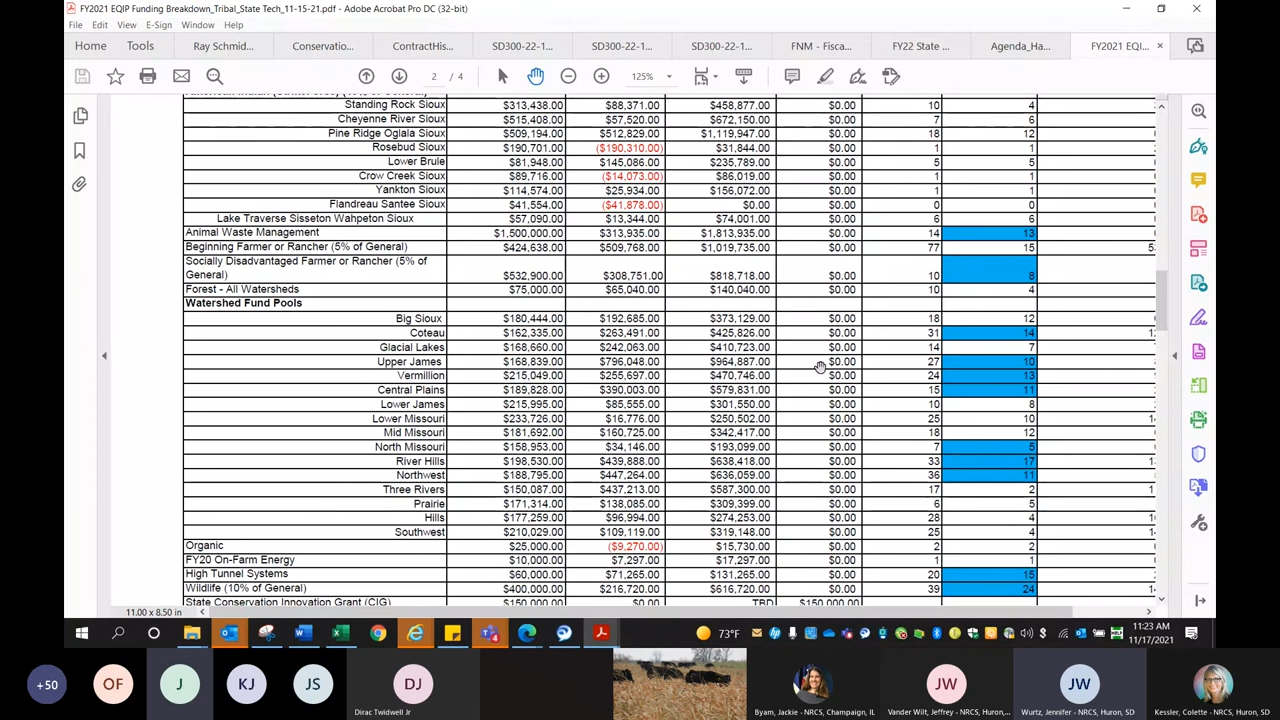 FY2021 EQIP Funding Breakdown_Tribal_State Tech_11-15-21.pdf - Adobe Acrobat Pro DC (32-bit)
File Edit View E-Sign Window Help
Home Tools Ray Schmid... Conservatio... ContractHis... SD300-22-1... SD300-22-1... SD300-22-1... FNM - Fisca... FY22 State ... Agenda_Ha... FY2021 EQI... ×
2 / 4 125%
Standing Rock Sioux $313,438.00 $88,371.00 $458,877.00 $0.00 10 4
Cheyenne River Sioux $515,408.00 $57,520.00 $672,150.00 $0.00 7 6
Pine Ridge Oglala Sioux $509,194.00 $512,829.00 $1,119,947.00 $0.00 18 12
Rosebud Sioux $190,701.00 ($190,310.00) $31,844.00 $0.00 1 1
Lower Brule $81,948.00 $145,086.00 $235,789.00 $0.00 5 5
Crow Creek Sioux $89,716.00 ($14,073.00) $86,019.00 $0.00 1 1
Yankton Sioux $114,574.00 $25,934.00 $156,072.00 $0.00 1 1
Flandreau Santee Sioux $41,554.00 ($41,878.00) $0.00 $0.00 0 0
Lake Traverse Sisseton Wahpeton Sioux $57,090.00 $13,344.00 $74,001.00 $0.00 6 6
Animal Waste Management $1,500,000.00 $313,935.00 $1,813,935.00 $0.00 14 13
Beginning Farmer or Rancher (5% of General) $424,638.00 $509,768.00 $1,019,735.00 $0.00 77 15 5
Socially Disadvantaged Farmer or Rancher (5% of
General) $532,900.00 $308,751.00 $818,718.00 $0.00 10 8
Forest - All Watersheds $75,000.00 $65,040.00 $140,040.00 $0.00 10 4
Watershed Fund Pools
Big Sioux $180,444.00 $192,685.00 $373,129.00 $0.00 18 12
Coteau $162,335.00 $263,491.00 $425,826.00 $0.00 31 14 1
Glacial Lakes $168,660.00 $242,063.00 $410,723.00 $0.00 14 7
Upper James $168,839.00 $796,048.00 $964,887.00 $0.00 27 10
Vermillion $215,049.00 $255,697.00 $470,746.00 $0.00 24 13
Central Plains $189,828.00 $390,003.00 $579,831.00 $0.00 15 11
Lower James $215,995.00 $85,555.00 $301,550.00 $0.00 10 8
Lower Missouri $233,726.00 $16,776.00 $250,502.00 $0.00 25 10 1
Mid Missouri $181,692.00 $160,725.00 $342,417.00 $0.00 18 12
North Missouri $158,953.00 $34,146.00 $193,099.00 $0.00 7 5
River Hills $198,530.00 $439,888.00 $638,418.00 $0.00 33 17 1
Northwest $188,795.00 $447,264.00 $636,059.00 $0.00 36 11
Three Rivers $150,087.00 $437,213.00 $587,300.00 $0.00 17 2 1
Prairie $171,314.00 $138,085.00 $309,399.00 $0.00 6 5
Hills $177,259.00 $96,994.00 $274,253.00 $0.00 28 4 1
Southwest $210,029.00 $109,119.00 $319,148.00 $0.00 25 4 1
Organic $25,000.00 ($9,270.00) $15,730.00 $0.00 2 2
FY20 On-Farm Energy $10,000.00 $7,297.00 $17,297.00 $0.00 1 1
High Tunnel Systems $60,000.00 $71,265.00 $131,265.00 $0.00 20 15
Wildlife (10% of General) $400,000.00 $216,720.00 $616,720.00 $0.00 39 24 1
State Conservation Innovation Grant (CIG) $150,000.00 $0.00 TBD $150,000.00
11.00 x 8.50 in
73°F 11:23 AM
11/17/2021
+50 OF J KJ JS DJ JW JW
Dirac Twidwell Jr Byam, Jackie - NRCS, Champaign, IL Vander Wilt, Jeffrey - NRCS, Huron,... Wurtz, Jennifer - NRCS, Huron, SD Kessler, Colette - NRCS, Huron, SD